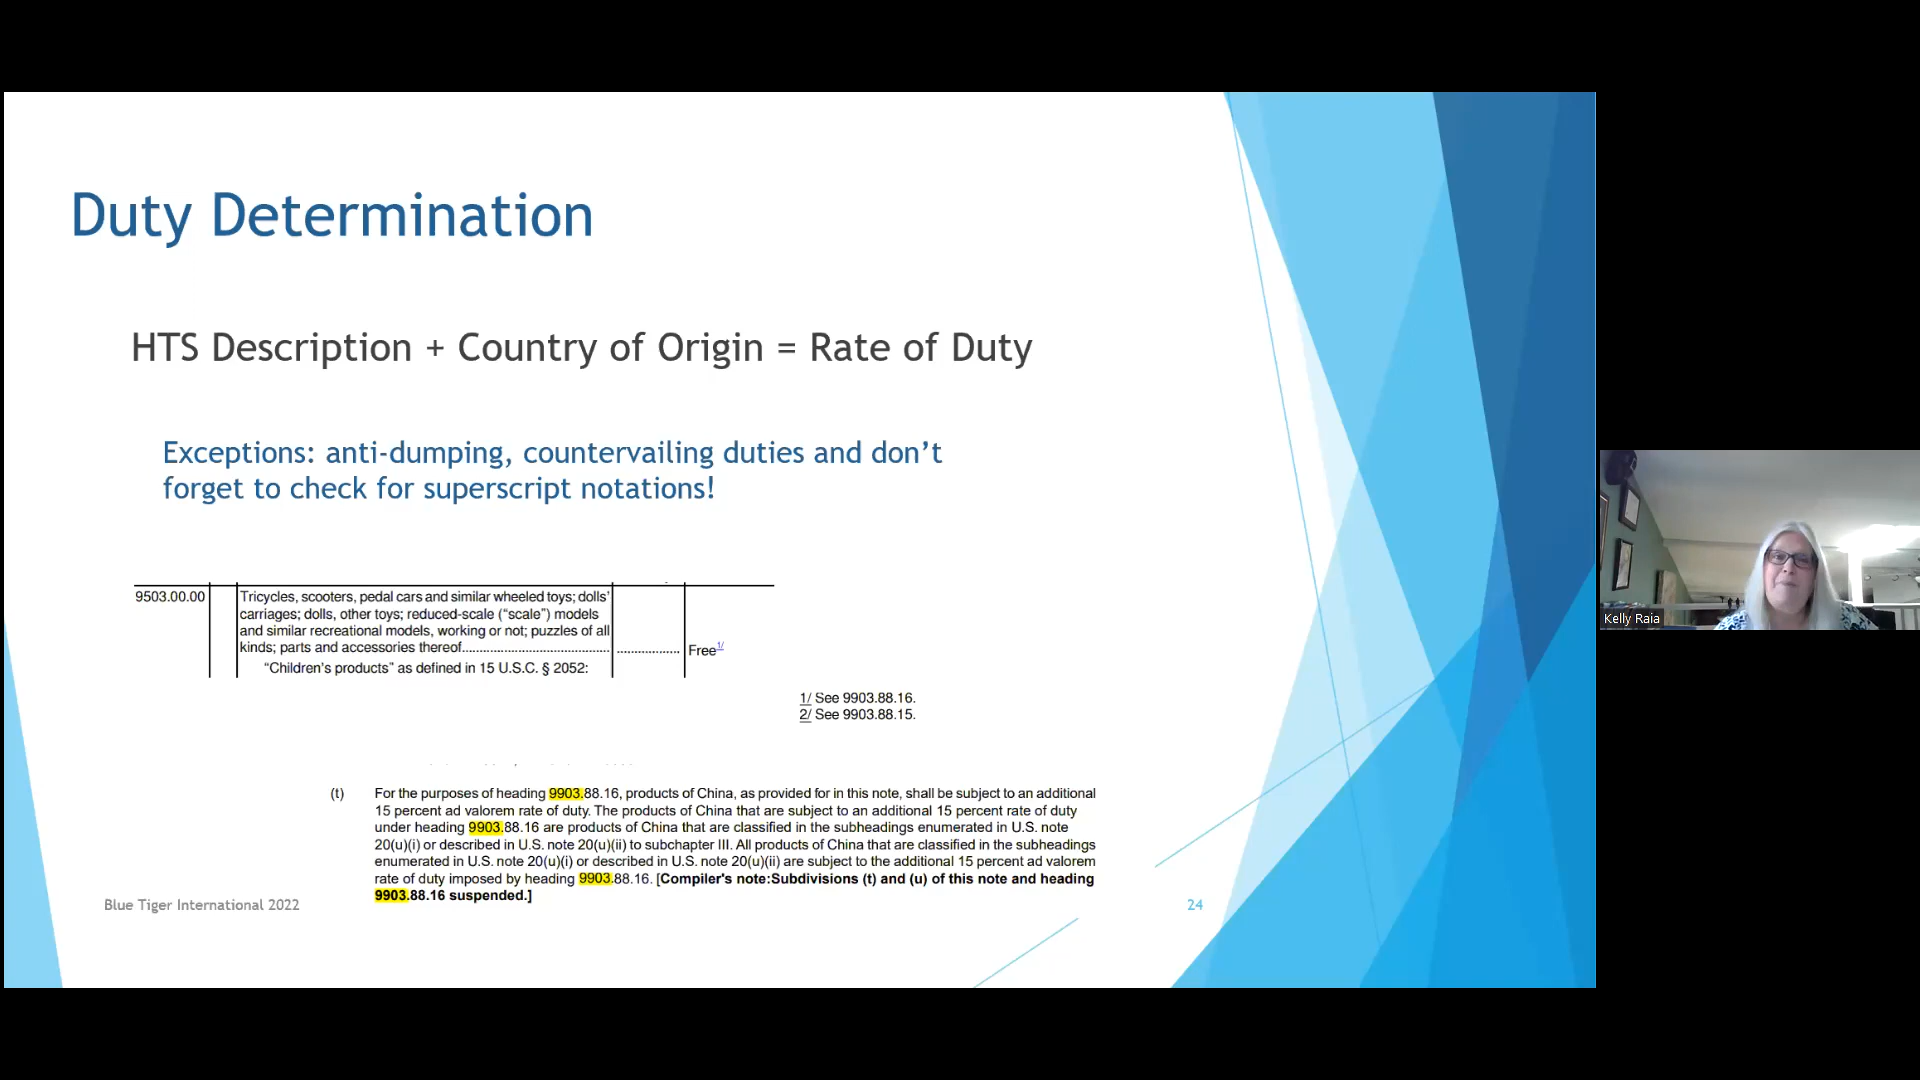 Duty Determination
HTS Description + Country of Origin = Rate of Duty
Exceptions: anti-dumping, countervailing duties and don't
forget to check for superscript notations!
9503.00.00
Tricycles, scooters, pedal cars and similar wheeled toys; dolls'
carriages; dolls, other toys; reduced-scale ("scale") models
and similar recreational models, working or not; puzzles of all
kinds; parts and accessories thereof.......................................
..................
Free1/
"Children's products" as defined in 15 U.S.C. § 2052:
1/ See 9903.88.16.
2/ See 9903.88.15.
(t) For the purposes of heading 9903.88.16, products of China, as provided for in this note, shall be subject to an additional
15 percent ad valorem rate of duty. The products of China that are subject to an additional 15 percent rate of duty
under heading 9903.88.16 are products of China that are classified in the subheadings enumerated in U.S. note
20(u)(i) or described in U.S. note 20(u)(ii) to subchapter III. All products of China that are classified in the subheadings
enumerated in U.S. note 20(u)(i) or described in U.S. note 20(u)(ii) are subject to the additional 15 percent ad valorem
rate of duty imposed by heading 9903.88.16. [Compiler's note:Subdivisions (t) and (u) of this note and heading
9903.88.16 suspended.]
Blue Tiger International 2022
24
Kelly Raia